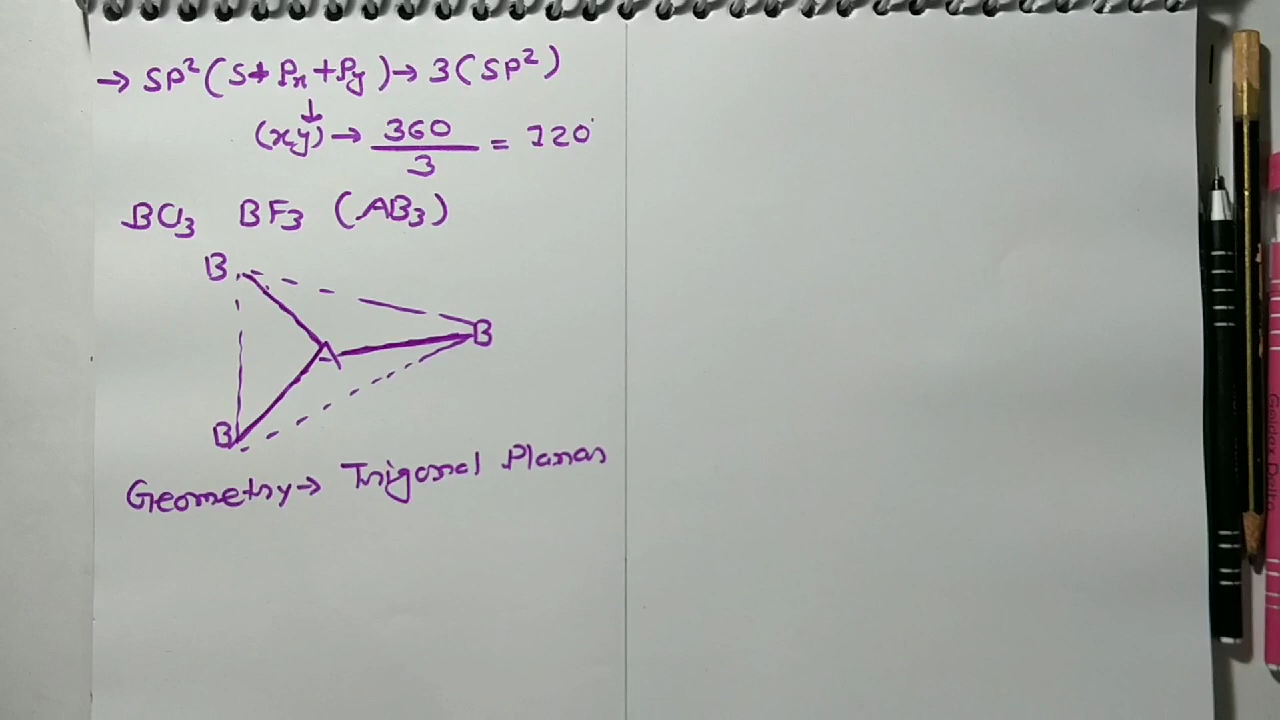 → SP² (S + Px + Py) → 3 (SP²)
↓
(xy) → 360/3 = 120°
BCl3 BF3 (AB3)
B
B
A
B
Geometry → Trigonal Planar